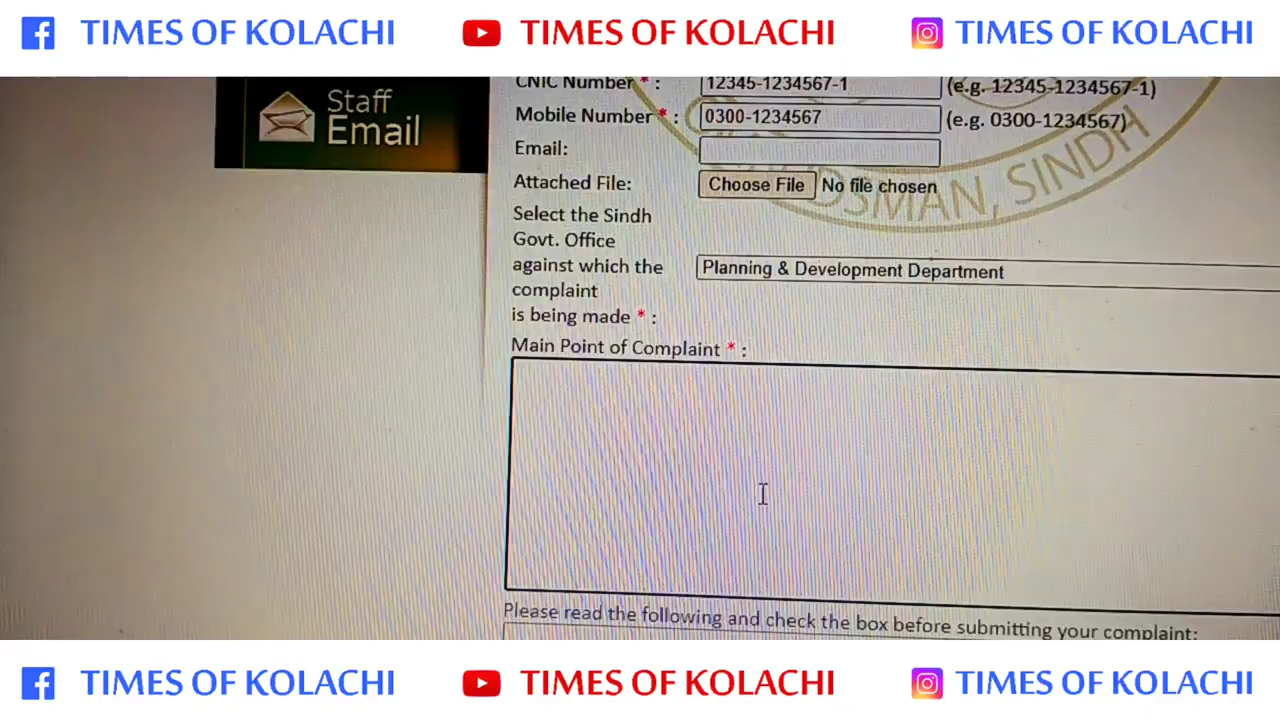 TIMES OF KOLACHI TIMES OF KOLACHI TIMES OF KOLACHI
Staff
Email
CNIC Number * : 12345-1234567-1 (e.g. 12345-1234567-1)
Mobile Number * : 0300-1234567 (e.g. 0300-1234567)
Email:
Attached File: Choose File No file chosen
DSMAN, SINDH
Select the Sindh
Govt. Office
against which the
complaint
is being made * :
Planning & Development Department
Main Point of Complaint * :
Please read the following and check the box before submitting your complaint:
TIMES OF KOLACHI TIMES OF KOLACHI TIMES OF KOLACHI